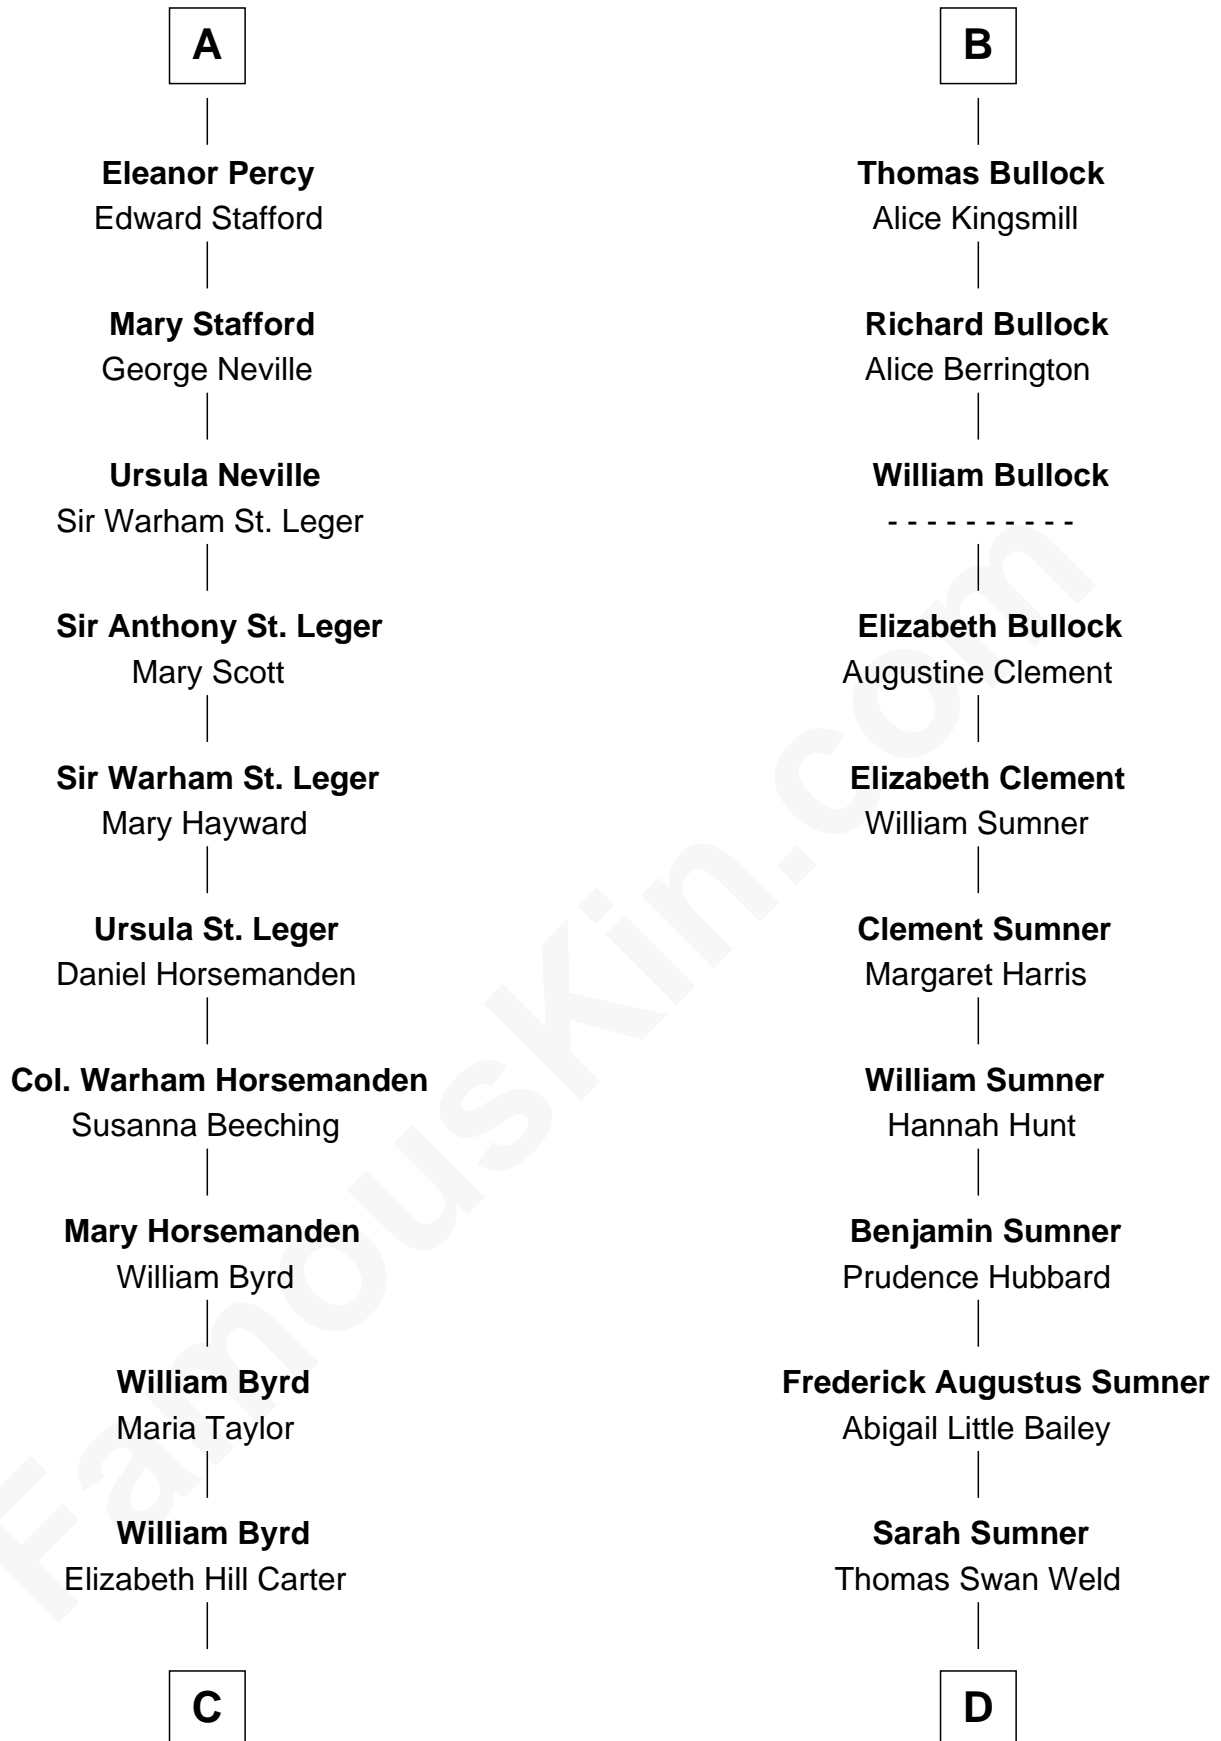 A
Eleanor Percy
Edward Stafford
Mary Stafford
George Neville
Ursula Neville
Sir Warham St. Leger
Sir Anthony St. Leger
Mary Scott
Sir Warham St. Leger
Mary Hayward
Ursula St. Leger
Daniel Horsemanden
Col. Warham Horsemanden
Susanna Beeching
Mary Horsemanden
William Byrd
William Byrd
Maria Taylor
William Byrd
Elizabeth Hill Carter
C
B
Thomas Bullock
Alice Kingsmill
Richard Bullock
Alice Berrington
William Bullock
- - - - - - - - - -
Elizabeth Bullock
Augustine Clement
Elizabeth Clement
William Sumner
Clement Sumner
Margaret Harris
William Sumner
Hannah Hunt
Benjamin Sumner
Prudence Hubbard
Frederick Augustus Sumner
Abigail Little Bailey
Sarah Sumner
Thomas Swan Weld
D
FamousKin.com